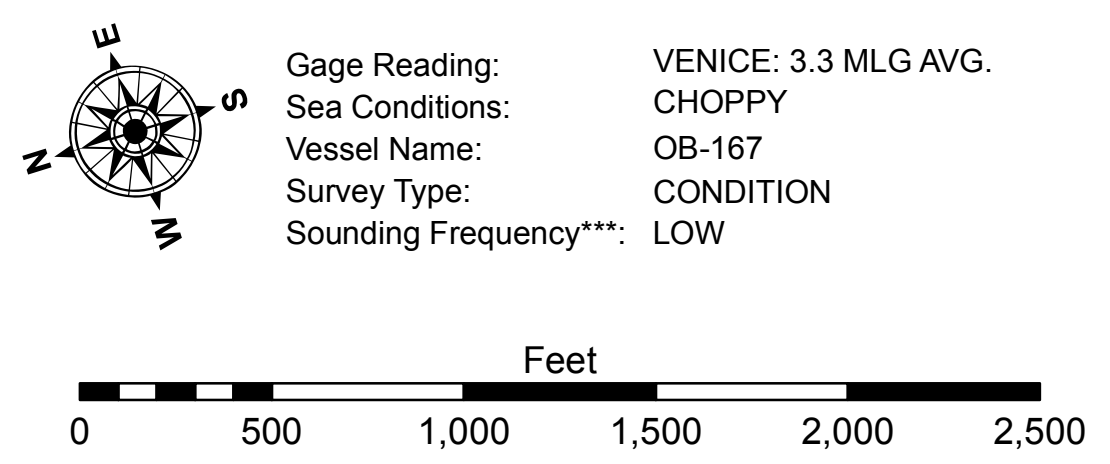 E
S
N
W
Gage Reading: VENICE: 3.3 MLG AVG.
Sea Conditions: CHOPPY
Vessel Name: OB-167
Survey Type: CONDITION
Sounding Frequency***: LOW
Feet
0 500 1,000 1,500 2,000 2,500